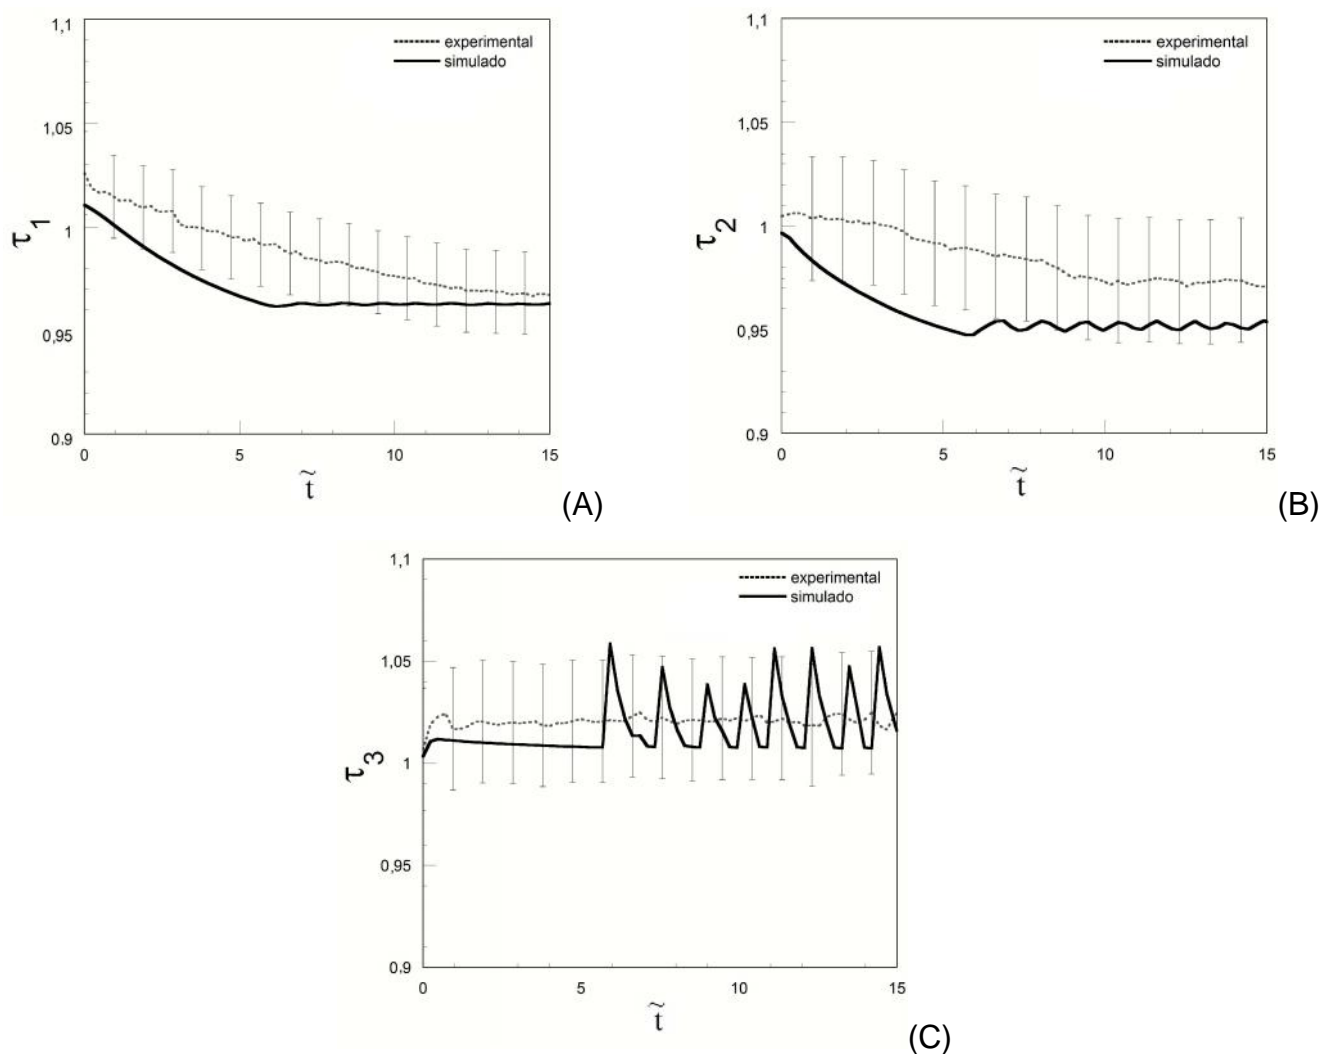 1,1
experimental
simulado
1,05
τ1
1
0,95
0,9
0
5
10
15
t̃
(A)
1,1
experimental
simulado
1,05
τ2
1
0,95
0,9
0
5
10
15
t̃
(B)
1,1
experimental
simulado
1,05
τ3
1
0,95
0,9
0
5
10
15
t̃
(C)